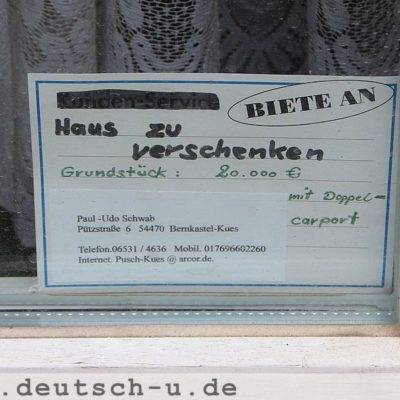 Kunden-Service
BIETE AN
Haus zu
verschenken
Grundstück: 20.000 €
mit Doppel-
carport
Paul -Udo Schwab
Pützstraße 6 54470 Bernkastel-Kues
Telefon.06531 / 4636 Mobil. 017696602260
Internet. Pusch-Kues @ arcor.de.
.deutsch-u.de